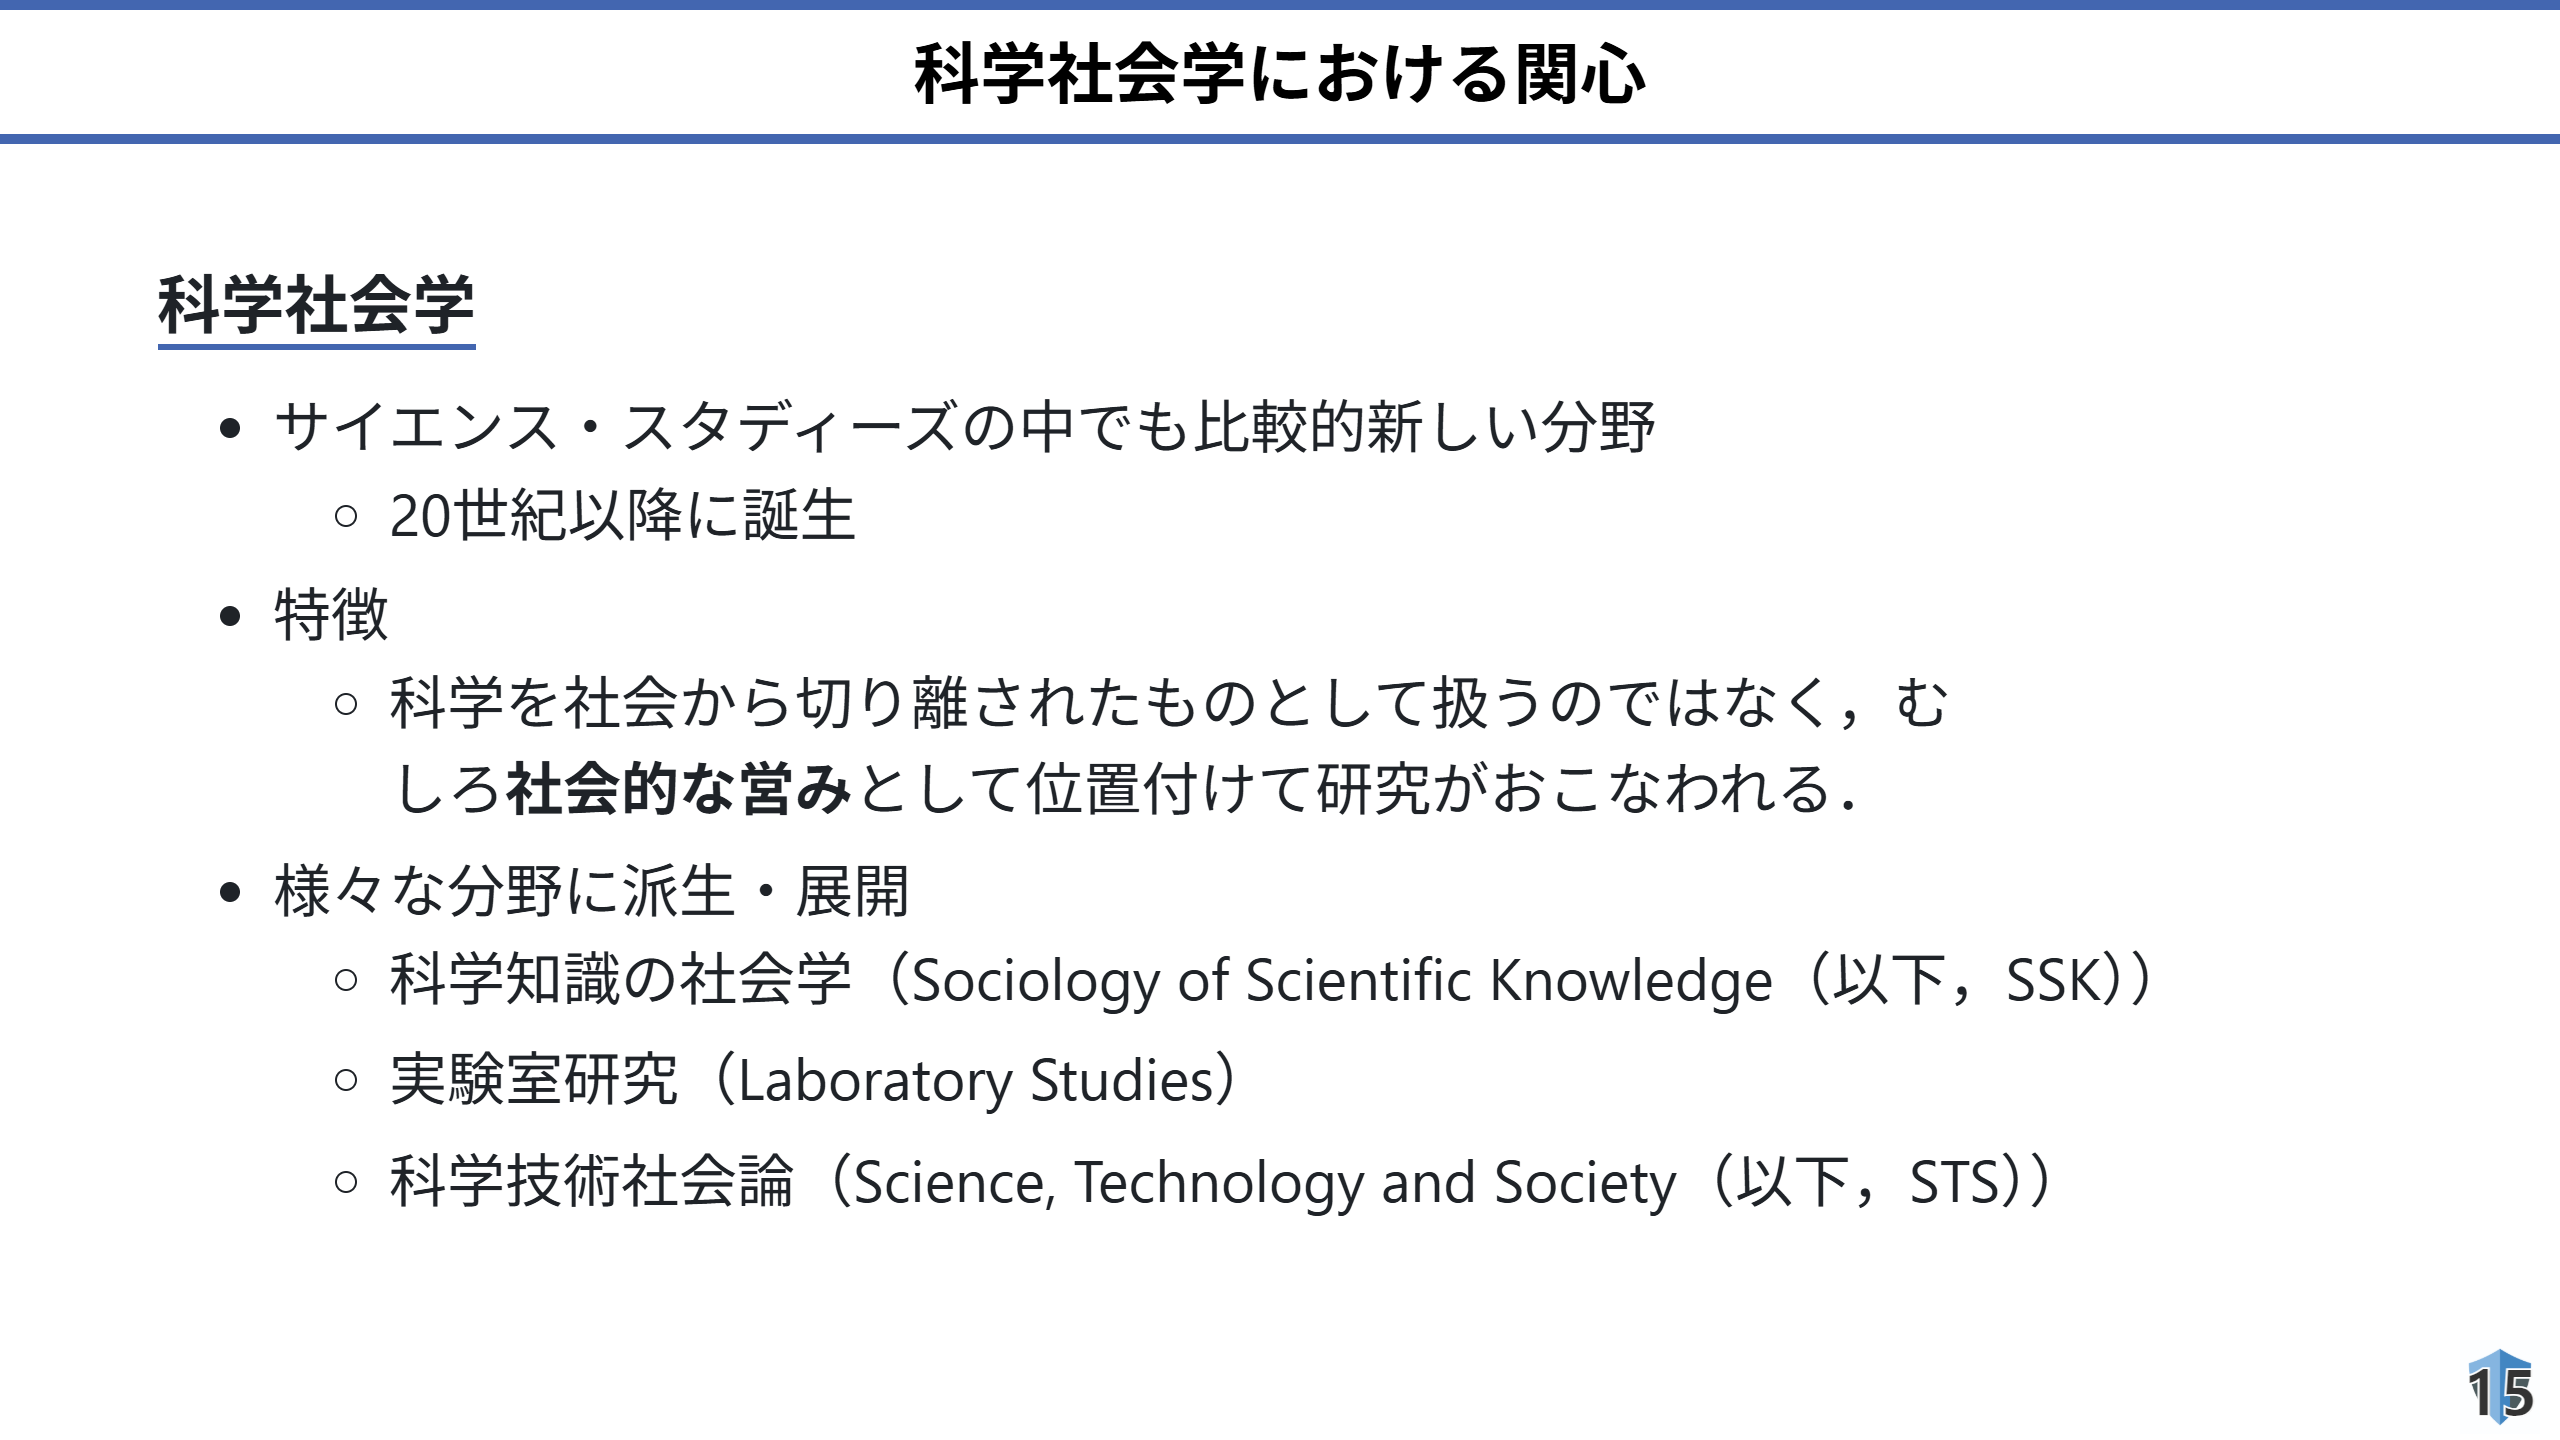 科学社会学における関心
科学社会学
サイエンス・スタディーズの中でも比較的新しい分野
20世紀以降に誕生
特徴
科学を社会から切り離されたものとして扱うのではなく，む
しろ社会的な営みとして位置付けて研究がおこなわれる．
様々な分野に派生・展開
科学知識の社会学（Sociology of Scientific Knowledge（以下，SSK））
実験室研究（Laboratory Studies）
科学技術社会論（Science, Technology and Society（以下，STS））
15